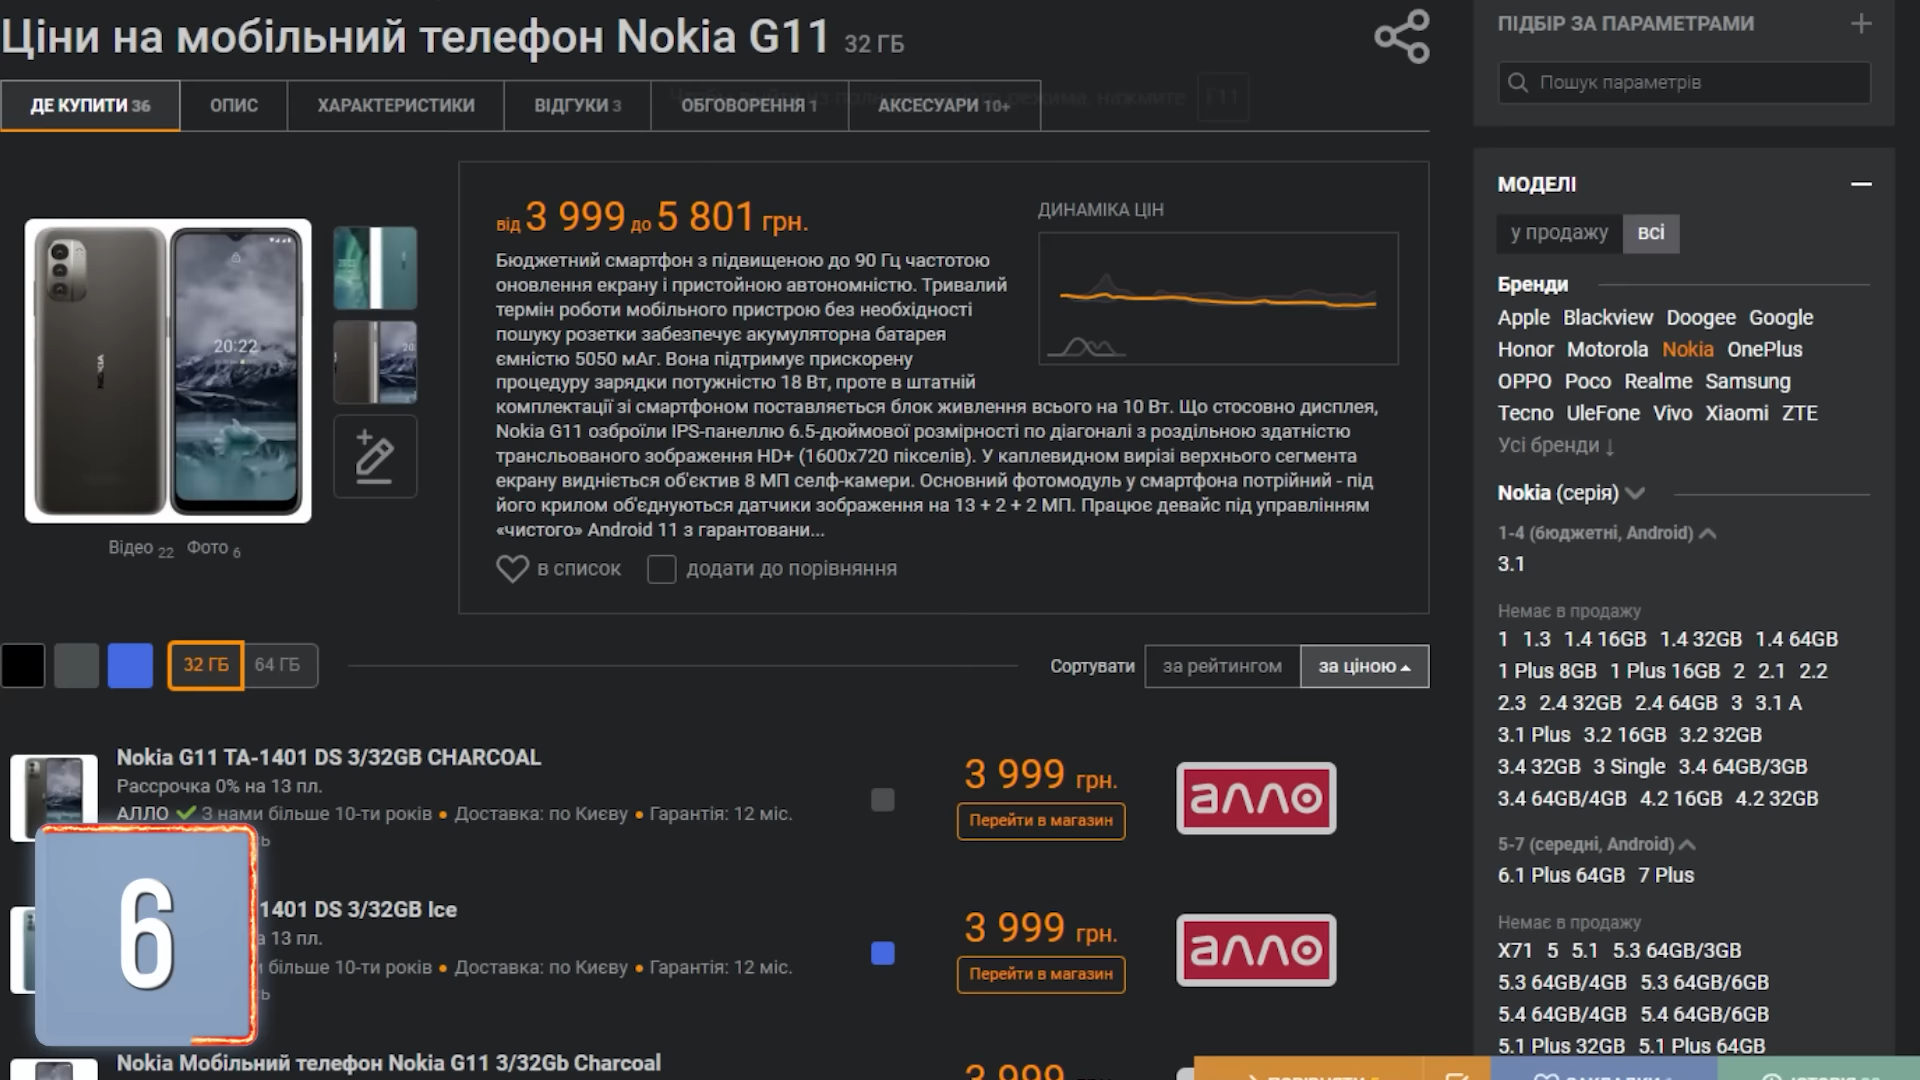 Ціни на мобільний телефон Nokia G11 32 ГБ
ДЕ КУПИТИ 36
ОПИС
ХАРАКТЕРИСТИКИ
ВІДГУКИ 3
ОБГОВОРЕННЯ 1
АКСЕСУАРИ 10+
F11
NOKIA
20:22
Відео 22 Фото 6
від 3 999 до 5 801 грн.
Бюджетний смартфон з підвищеною до 90 Гц частотою
оновлення екрану і пристойною автономністю. Тривалий
термін роботи мобільного пристрою без необхідності
пошуку розетки забезпечує акумуляторна батарея
ємністю 5050 мАг. Вона підтримує прискорену
процедуру зарядки потужністю 18 Вт, проте в штатній
комплектації зі смартфоном поставляється блок живлення всього на 10 Вт. Що стосовно дисплея,
Nokia G11 озброїли IPS-панеллю 6.5-дюймової розмірності по діагоналі з роздільною здатністю
трансльованого зображення HD+ (1600x720 пікселів). У каплевидном вирізі верхнього сегмента
екрану видніється об'єктив 8 МП селф-камери. Основний фотомодуль у смартфона потрійний - під
його крилом об'єднуються датчики зображення на 13 + 2 + 2 МП. Працює девайс під управлінням
«чистого» Android 11 з гарантовани...
ДИНАМІКА ЦІН
в список
додати до порівняння
32 ГБ 64 ГБ
Сортувати за рейтингом за ціною
Nokia G11 TA-1401 DS 3/32GB CHARCOAL
Рассрочка 0% на 13 пл.
АЛЛО З нами більше 10-ти років • Доставка: по Києву • Гарантія: 12 міс.
3 999 грн.
Перейти в магазин
алло
1401 DS 3/32GB Ice
13 пл.
більше 10-ти років • Доставка: по Києву • Гарантія: 12 міс.
3 999 грн.
Перейти в магазин
алло
6
Nokia Мобільний телефон Nokia G11 3/32Gb Charcoal
3 999 грн
ПІДБІР ЗА ПАРАМЕТРАМИ
Пошук параметрів
МОДЕЛІ
у продажу всі
Бренди
Apple Blackview Doogee Google
Honor Motorola Nokia OnePlus
OPPO Poco Realme Samsung
Tecno UleFone Vivo Xiaomi ZTE
Усі бренди ↓
Nokia (серія)
1-4 (бюджетні, Android)
3.1
Немає в продажу
1 1.3 1.4 16GB 1.4 32GB 1.4 64GB
1 Plus 8GB 1 Plus 16GB 2 2.1 2.2
2.3 2.4 32GB 2.4 64GB 3 3.1 A
3.1 Plus 3.2 16GB 3.2 32GB
3.4 32GB 3 Single 3.4 64GB/3GB
3.4 64GB/4GB 4.2 16GB 4.2 32GB
5-7 (середні, Android)
6.1 Plus 64GB 7 Plus
Немає в продажу
X71 5 5.1 5.3 64GB/3GB
5.3 64GB/4GB 5.3 64GB/6GB
5.4 64GB/4GB 5.4 64GB/6GB
5.1 Plus 32GB 5.1 Plus 64GB